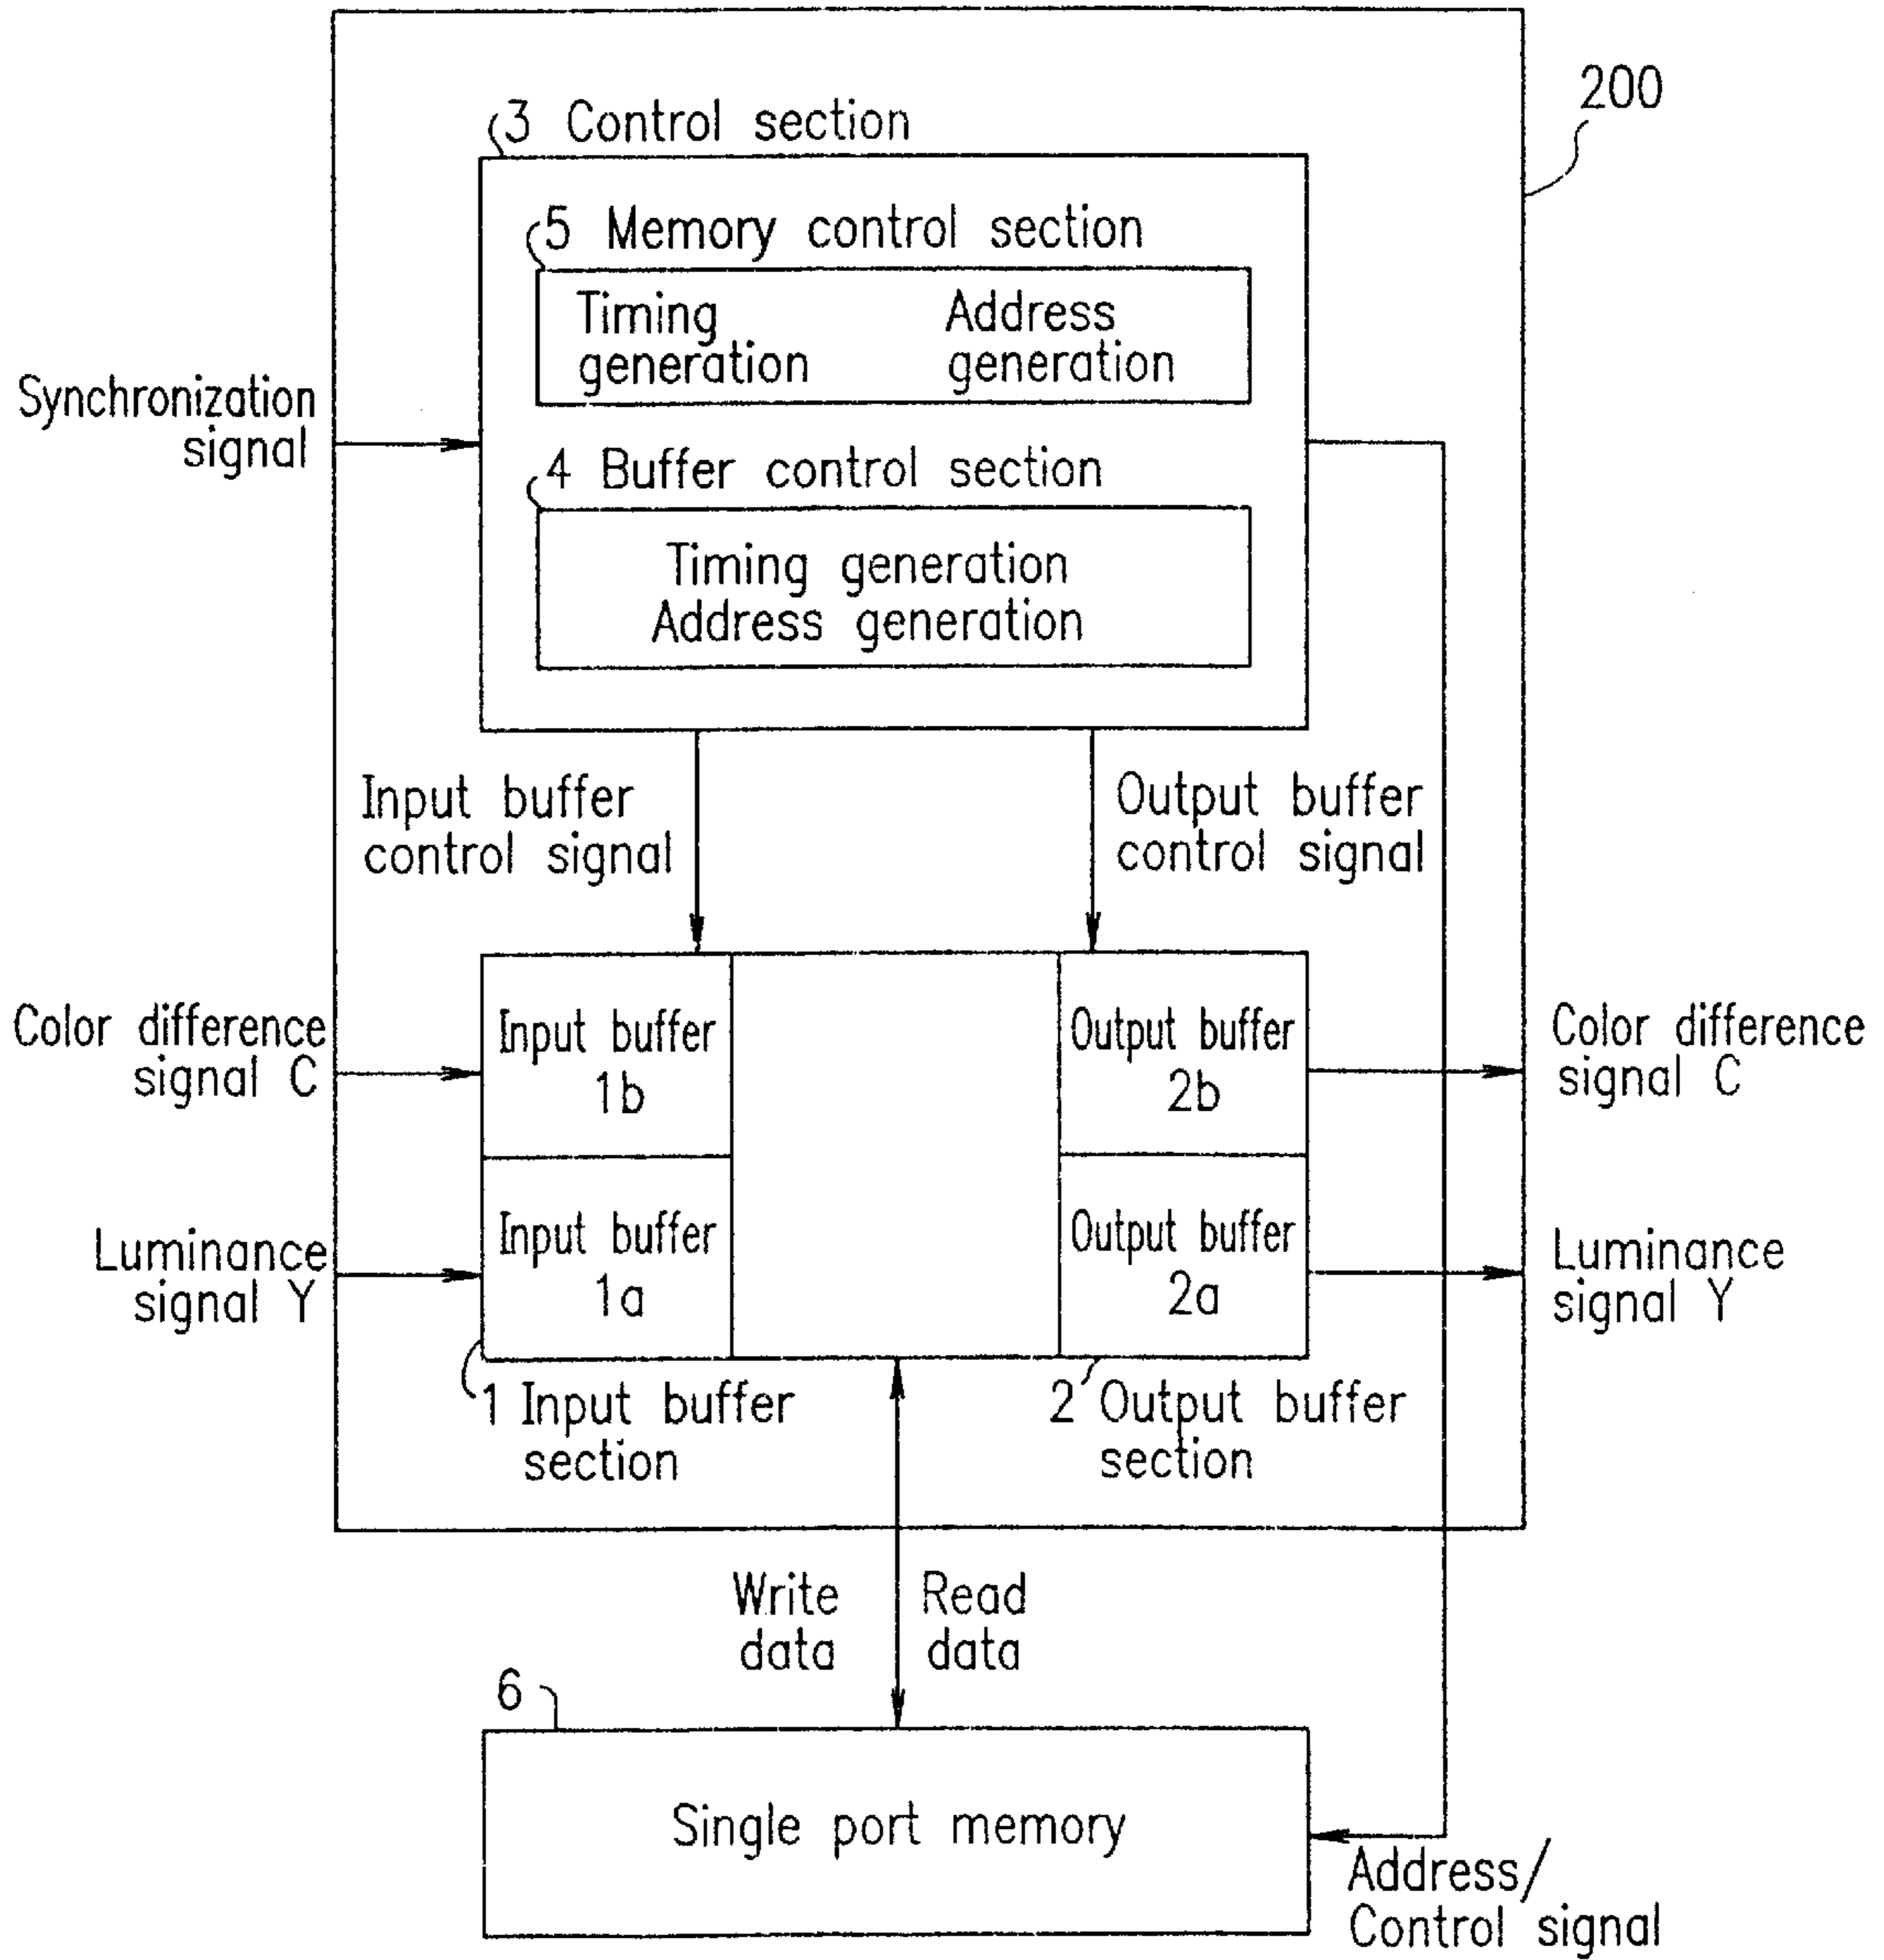 200
3 Control section
5 Memory control section
Timing
generation
Address
generation
Synchronization
signal
4 Buffer control section
Timing generation
Address generation
Input buffer
control signal
Output buffer
control signal
Color difference
signal C
Input buffer
1b
Output buffer
2b
Color difference
signal C
Luminance
signal Y
Input buffer
1a
Output buffer
2a
Luminance
signal Y
1 Input buffer
section
2 Output buffer
section
Write
data
Read
data
6
Single port memory
Address/
Control signal